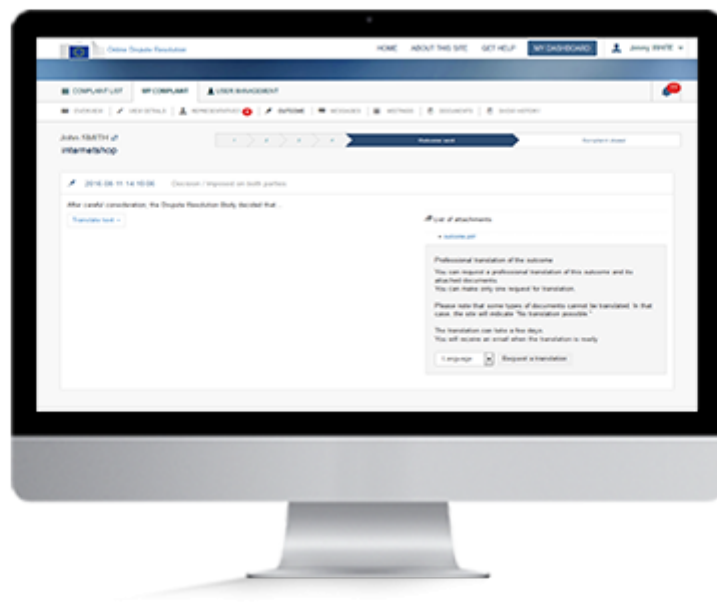 Online Dispute Resolution
HOME ABOUT THIS SITE GET HELP MY DASHBOARD Jimmy WHITE
COMPLAINT LIST MY COMPLAINT USER MANAGEMENT
OVERVIEW VIEW DETAILS OUTCOME MESSAGES MEETINGS DOCUMENTS SHOW HISTORY
John SMITH
internetshop
Outcome sent
2016-08-11 14:10:06 Decision / Imposed on both parties
After careful consideration, the Dispute Resolution Body decided that ...
Translate text
List of attachments
outcome.pdf
Professional translation of the outcome
You can request a professional translation of this outcome and its
attached documents.
You can make only one request for translation.
Please note that some types of documents cannot be translated. In that
case, the site will indicate "No translation possible."
The translation can take a few days.
You will receive an email when the translation is ready.
Language Request a translation